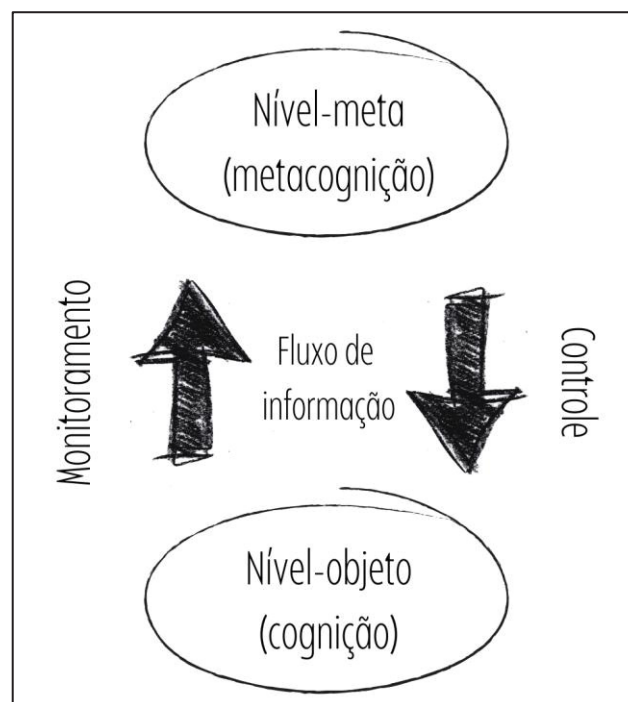 Nível-meta
(metacognição)
Monitoramento
Fluxo de
informação
Controle
Nível-objeto
(cognição)